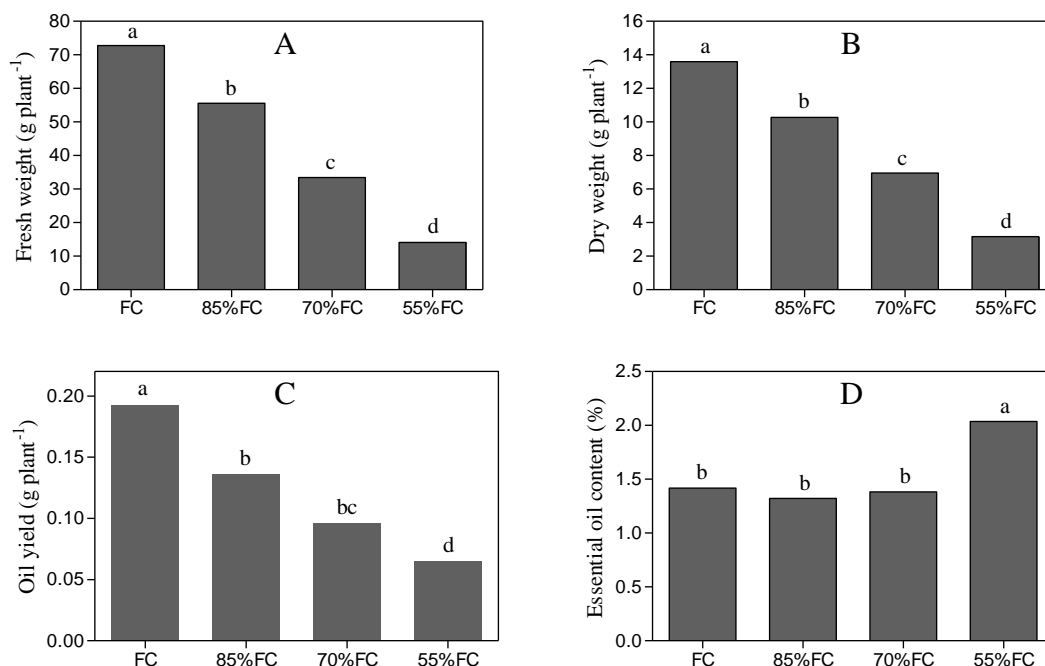 A
Fresh weight (g plant-1)
80
70
60
50
40
30
20
10
0
a
b
c
d
FC 85%FC 70%FC 55%FC
B
Dry weight (g plant-1)
16
14
12
10
8
6
4
2
0
a
b
c
d
FC 85%FC 70%FC 55%FC
C
Oil yield (g plant-1)
0.20
0.15
0.10
0.05
0.00
a
b
bc
d
FC 85%FC 70%FC 55%FC
D
Essential oil content (%)
2.5
2.0
1.5
1.0
0.5
0.0
b
b
b
a
FC 85%FC 70%FC 55%FC